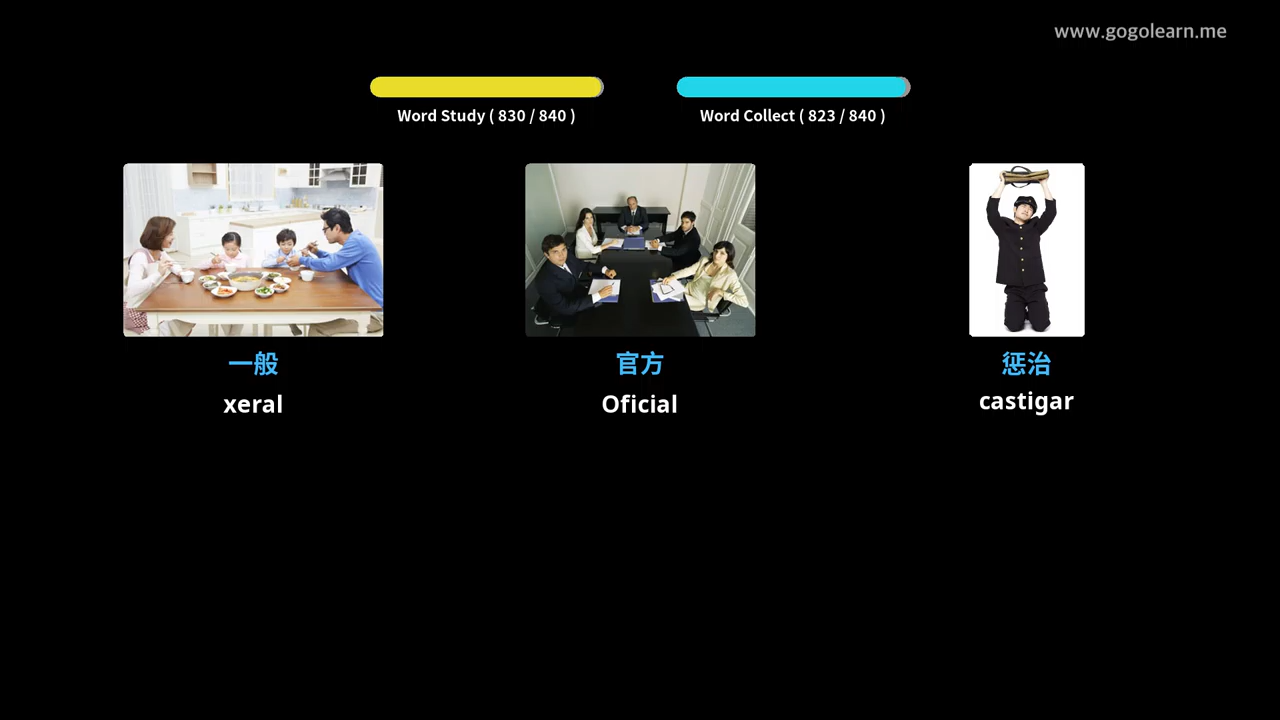 www.gogolearn.me
Word Study ( 830 / 840 )
Word Collect ( 823 / 840 )
一般
官方
惩治
xeral
Oficial
castigar